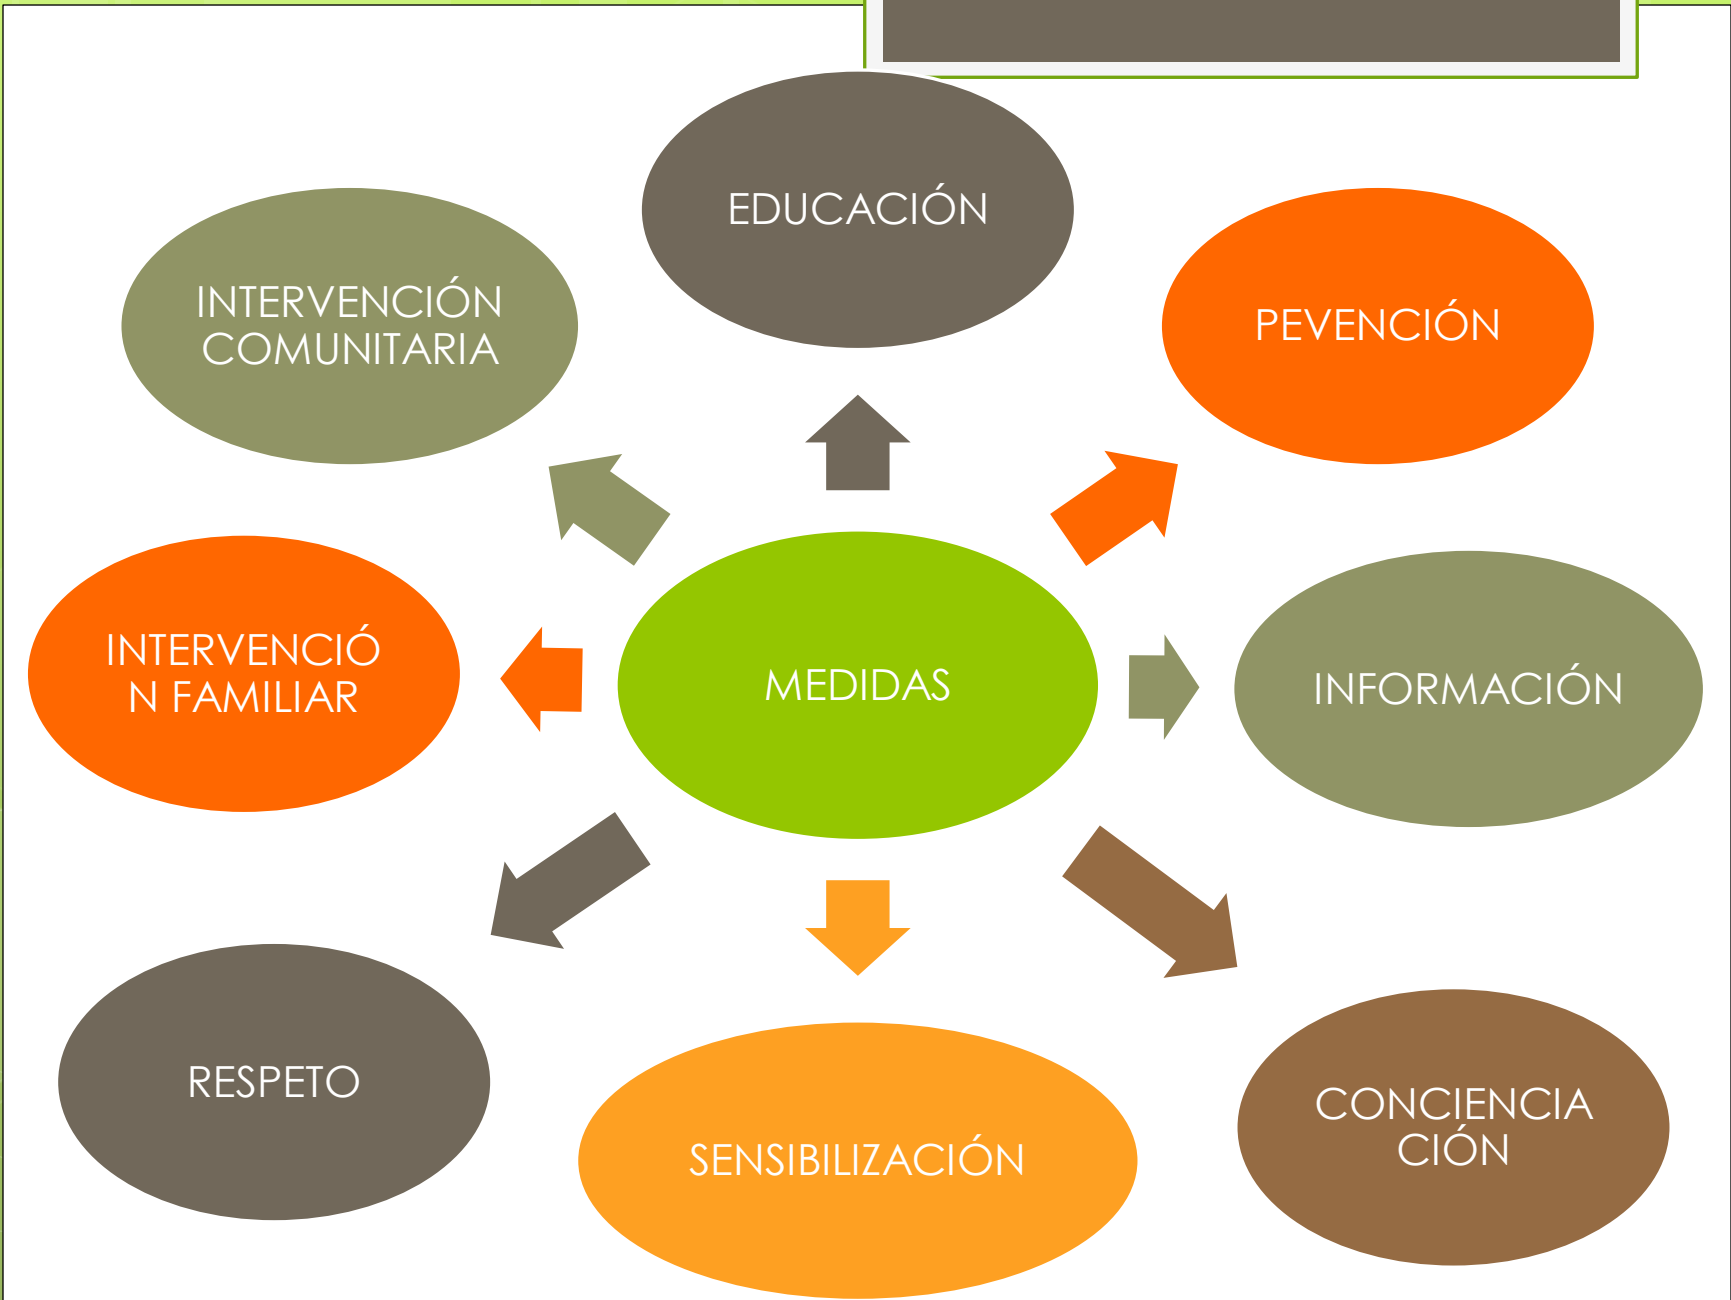 EDUCACIÓN
PEVENCIÓN
INFORMACIÓN
CONCIENCIA
CIÓN
SENSIBILIZACIÓN
RESPETO
INTERVENCIÓ
N FAMILIAR
INTERVENCIÓN
COMUNITARIA
MEDIDAS